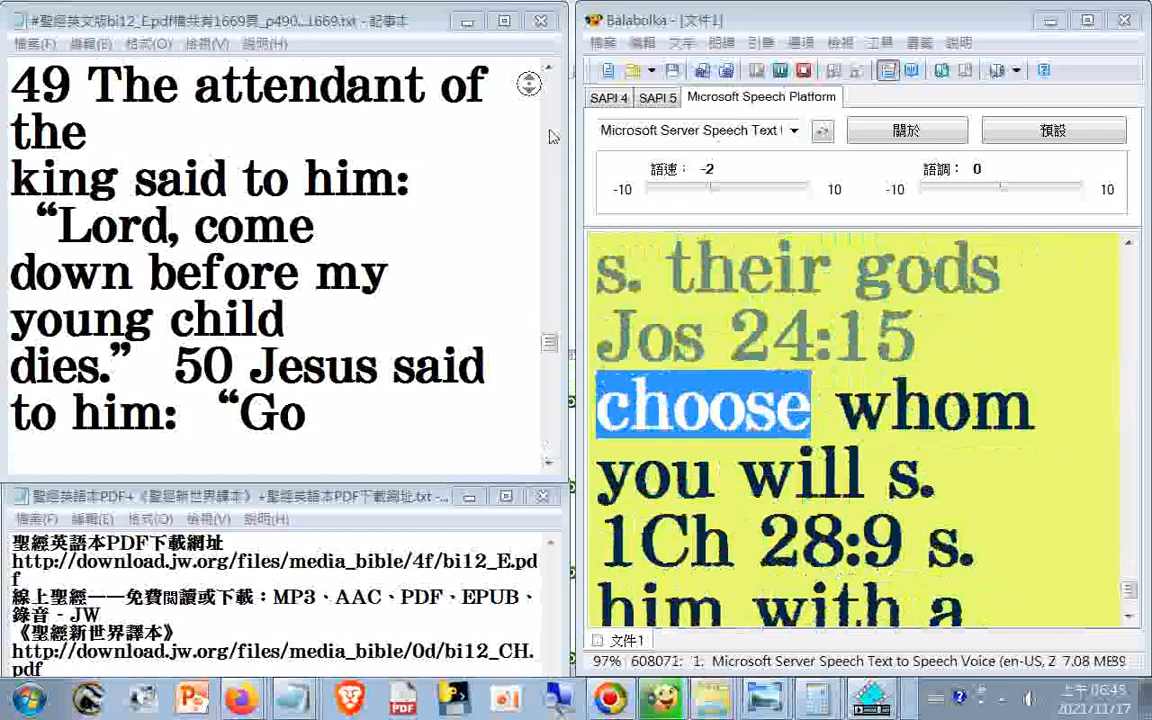 #聖經英文版bi12_E.pdf檔共有1669頁_p490...1669.txt - 記事本
檔案(F) 編輯(E) 格式(O) 檢視(V) 說明(H)
49 The attendant of
the
king said to him:
“Lord, come
down before my
young child
dies.” 50 Jesus said
to him: “Go
聖經英語本PDF+《聖經新世界譯本》+聖經英語本PDF下載網址.txt - ...
檔案(F) 編輯(E) 格式(O) 檢視(V) 說明(H)
聖經英語本PDF下載網址
http://download.jw.org/files/media_bible/4f/bi12_E.pd
f
線上聖經——免費閱讀或下載：MP3、AAC、PDF、EPUB、
錄音 - JW
《聖經新世界譯本》
http://download.jw.org/files/media_bible/0d/bi12_CH.
pdf
Balabolka - [文件1]
檔案 編輯 文字 朗讀 引擎 選項 檢視 工具 書籤 說明
SAPI 4 SAPI 5 Microsoft Speech Platform
Microsoft Server Speech Text 關於 預設
語速： -2 語調： 0
-10 10 -10 10
s. their gods
Jos 24:15
choose whom
you will s.
1Ch 28:9 s.
him with a
文件1
97% 608071: 1: Microsoft Server Speech Text to Speech Voice (en-US, Z 7.08 MB
PDF
上午 06:45
2021/11/17